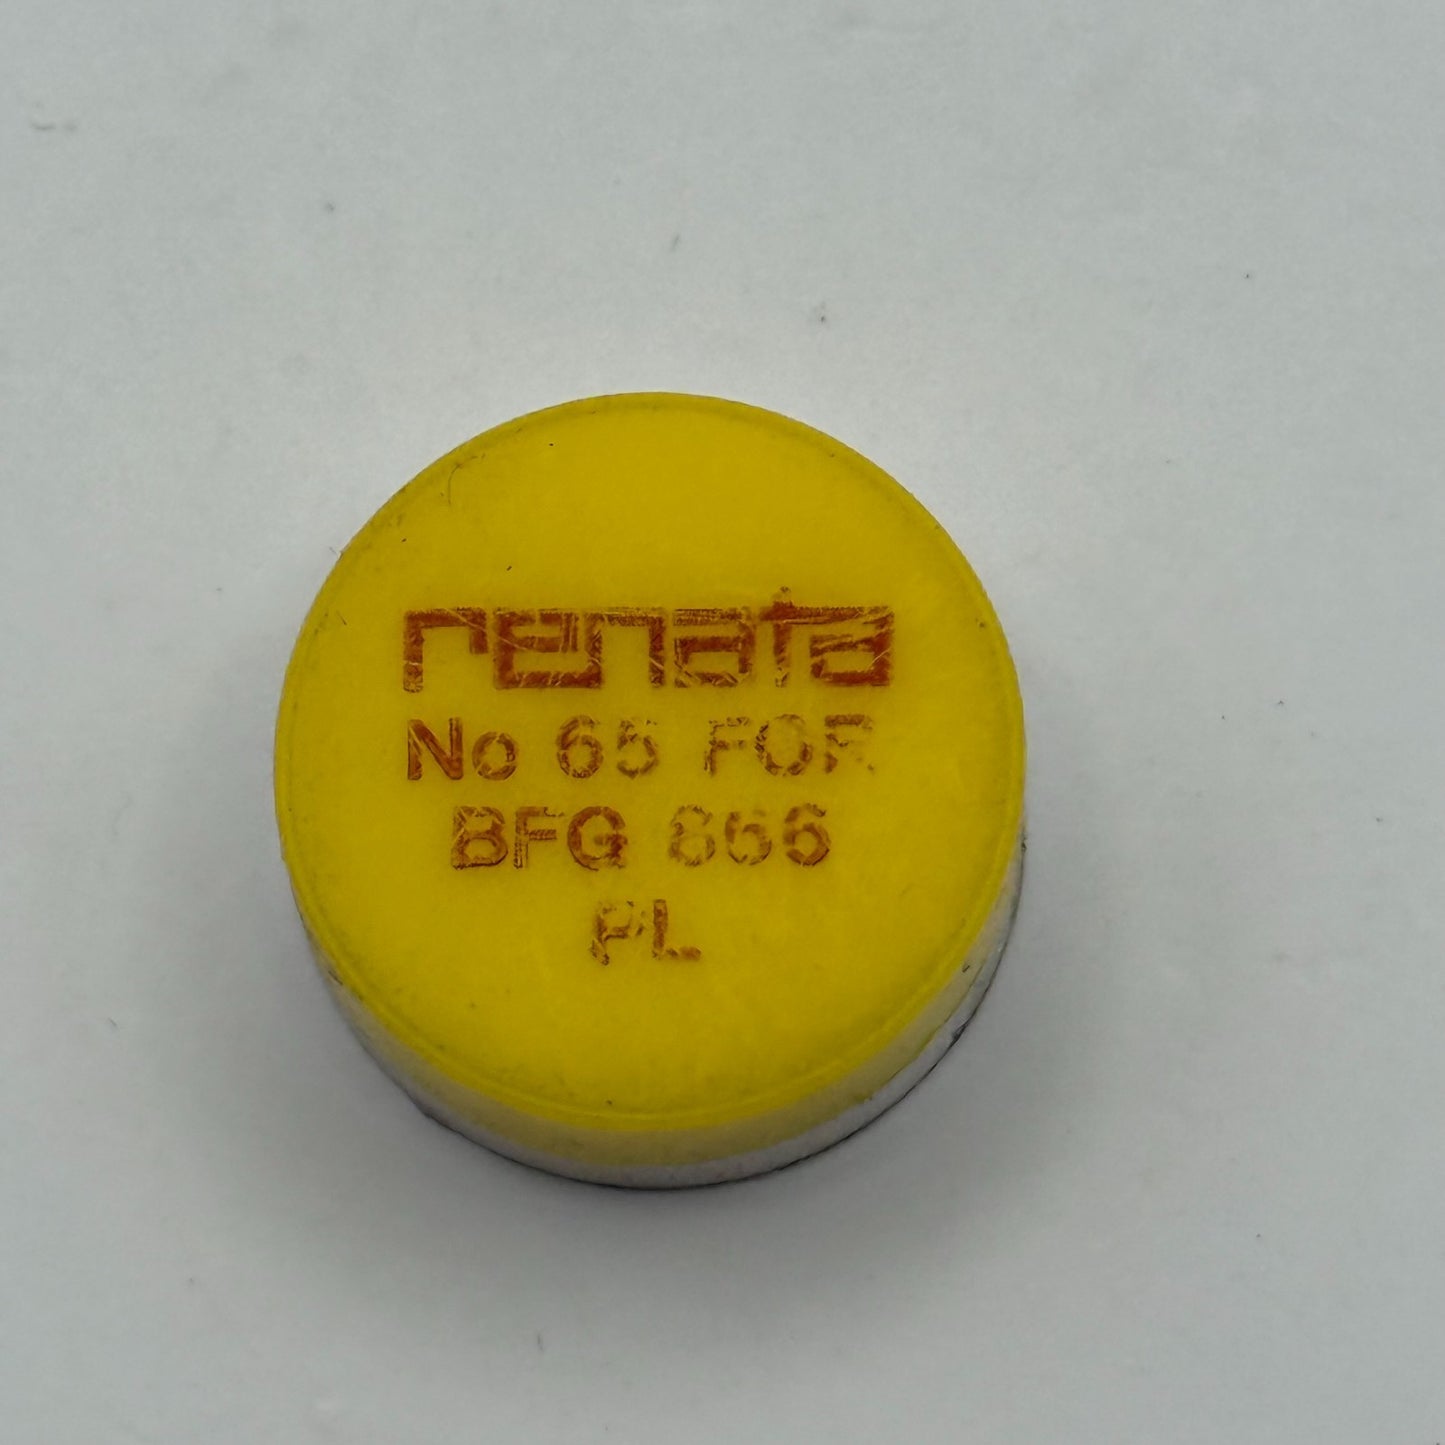 renata
No 65 FOR
BFG 866
PL